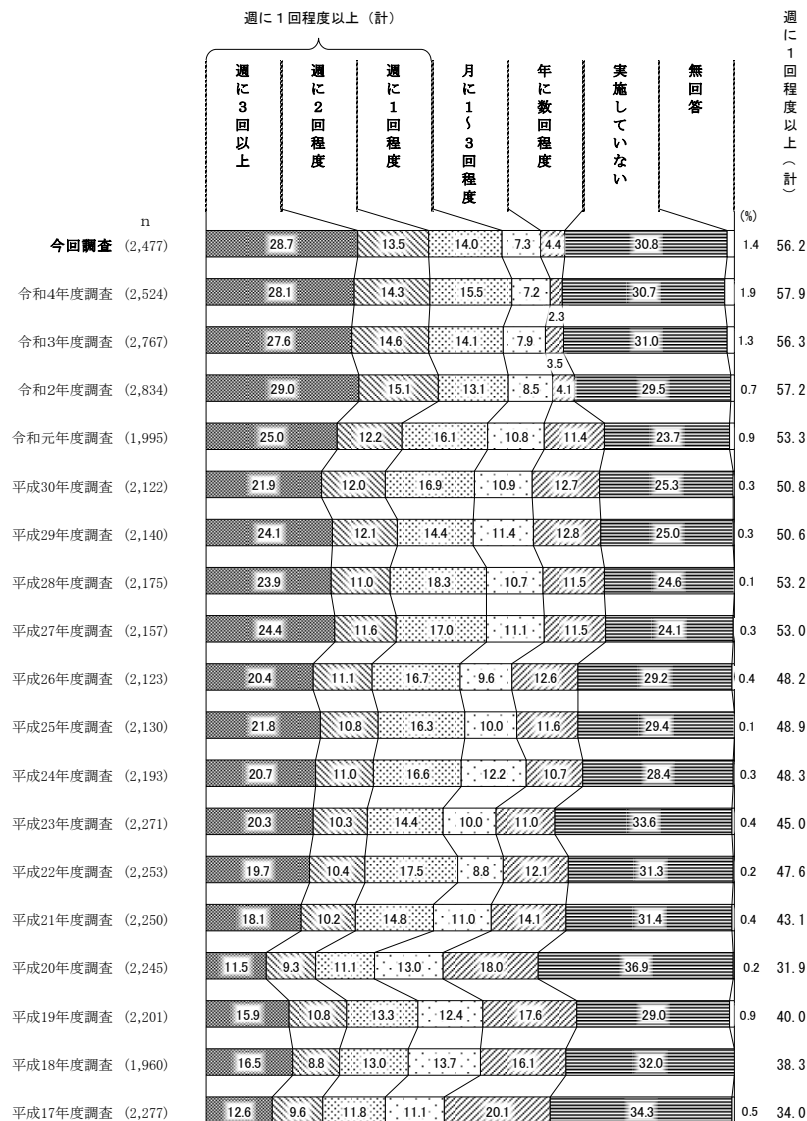 週に1回程度以上（計）
週に3回以上
週に2回程度
週に1回程度
月に1～3回程度
年に数回程度
実施していない
無回答
週に1回程度以上（計）
n
(%)
今回調査 (2,477) 28.7 13.5 14.0 7.3 4.4 30.8 1.4 56.2
令和4年度調査 (2,524) 28.1 14.3 15.5 7.2 30.7 1.9 57.9
2.3
令和3年度調査 (2,767) 27.6 14.6 14.1 7.9 31.0 1.3 56.3
3.5
令和2年度調査 (2,834) 29.0 15.1 13.1 8.5 4.1 29.5 0.7 57.2
令和元年度調査 (1,995) 25.0 12.2 16.1 10.8 11.4 23.7 0.9 53.3
平成30年度調査 (2,122) 21.9 12.0 16.9 10.9 12.7 25.3 0.3 50.8
平成29年度調査 (2,140) 24.1 12.1 14.4 11.4 12.8 25.0 0.3 50.6
平成28年度調査 (2,175) 23.9 11.0 18.3 10.7 11.5 24.6 0.1 53.2
平成27年度調査 (2,157) 24.4 11.6 17.0 11.1 11.5 24.1 0.3 53.0
平成26年度調査 (2,123) 20.4 11.1 16.7 9.6 12.6 29.2 0.4 48.2
平成25年度調査 (2,130) 21.8 10.8 16.3 10.0 11.6 29.4 0.1 48.9
平成24年度調査 (2,193) 20.7 11.0 16.6 12.2 10.7 28.4 0.3 48.3
平成23年度調査 (2,271) 20.3 10.3 14.4 10.0 11.0 33.6 0.4 45.0
平成22年度調査 (2,253) 19.7 10.4 17.5 8.8 12.1 31.3 0.2 47.6
平成21年度調査 (2,250) 18.1 10.2 14.8 11.0 14.1 31.4 0.4 43.1
平成20年度調査 (2,245) 11.5 9.3 11.1 13.0 18.0 36.9 0.2 31.9
平成19年度調査 (2,201) 15.9 10.8 13.3 12.4 17.6 29.0 0.9 40.0
平成18年度調査 (1,960) 16.5 8.8 13.0 13.7 16.1 32.0 38.3
平成17年度調査 (2,277) 12.6 9.6 11.8 11.1 20.1 34.3 0.5 34.0